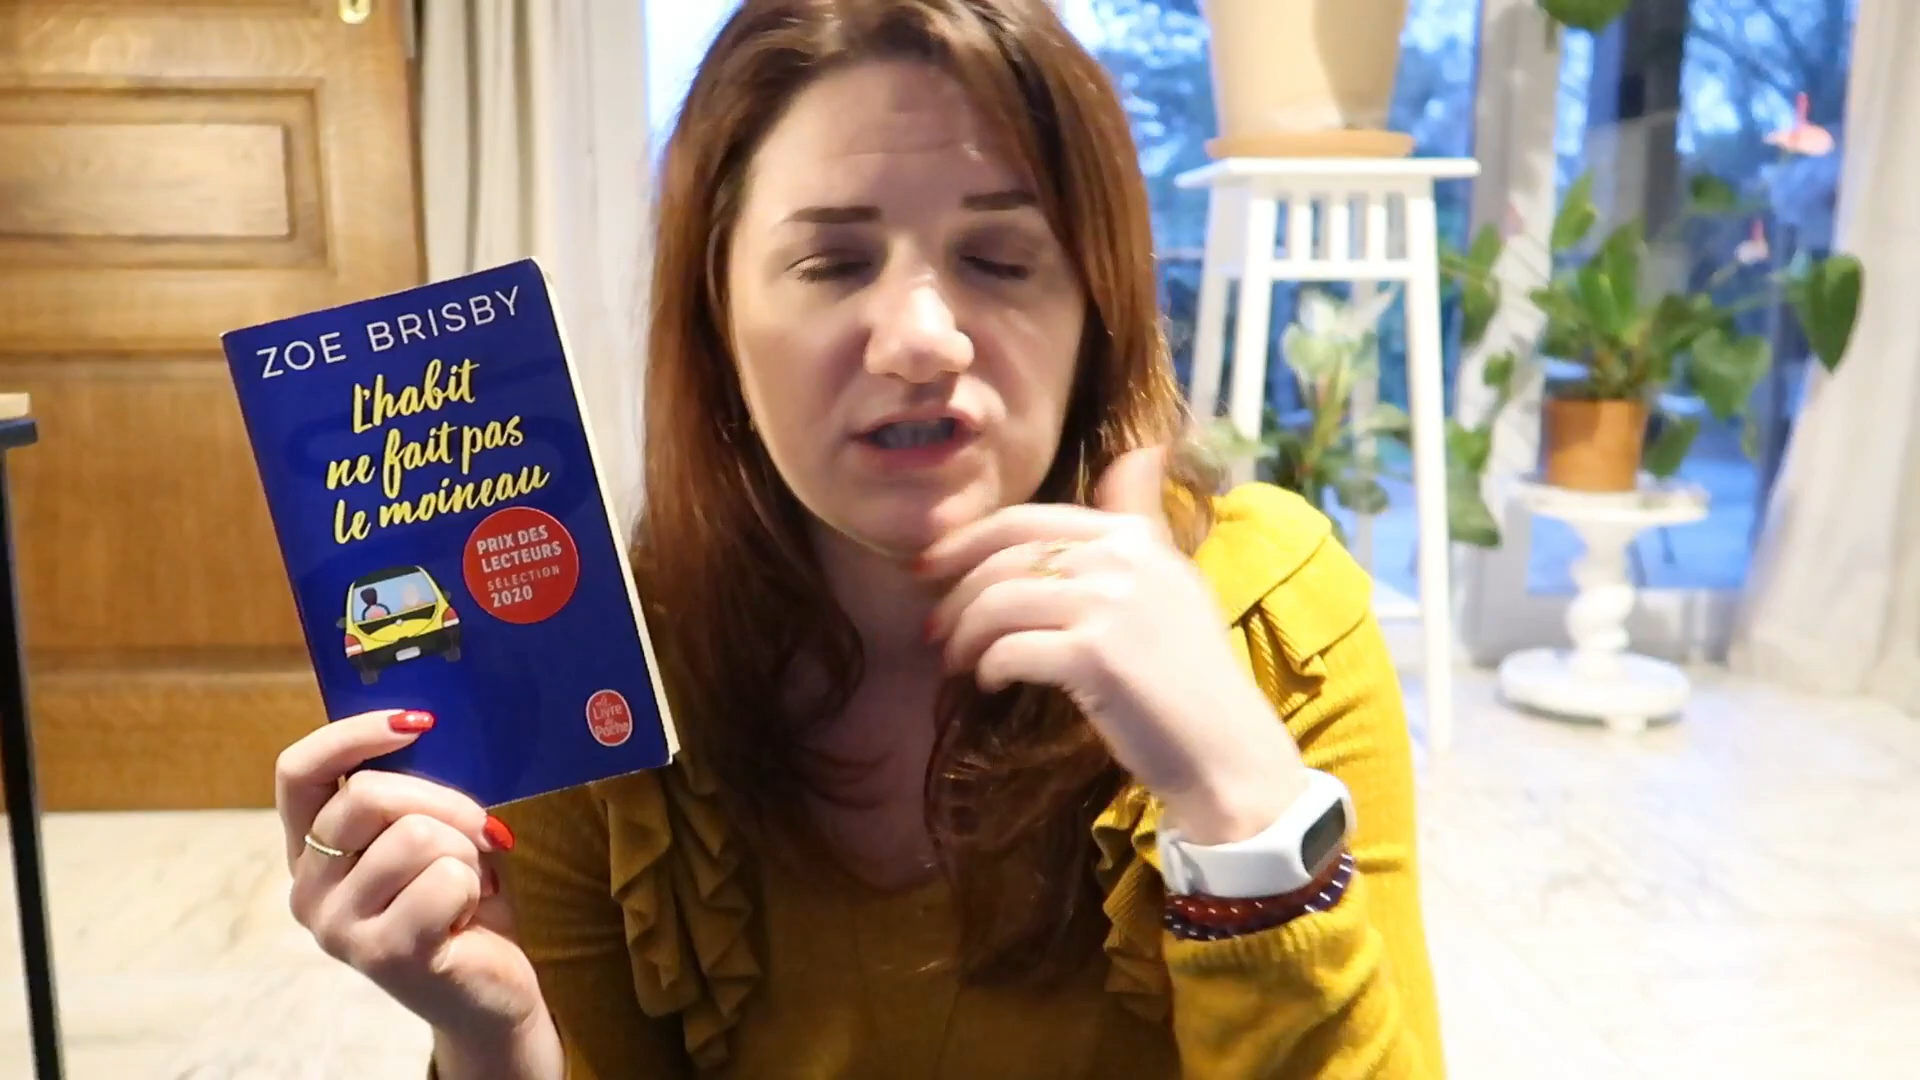 ZOE BRISBY
L'habit
ne fait pas
le moineau
PRIX DES
LECTEURS
SÉLECTION
2020
Le
Livre
de
Poche